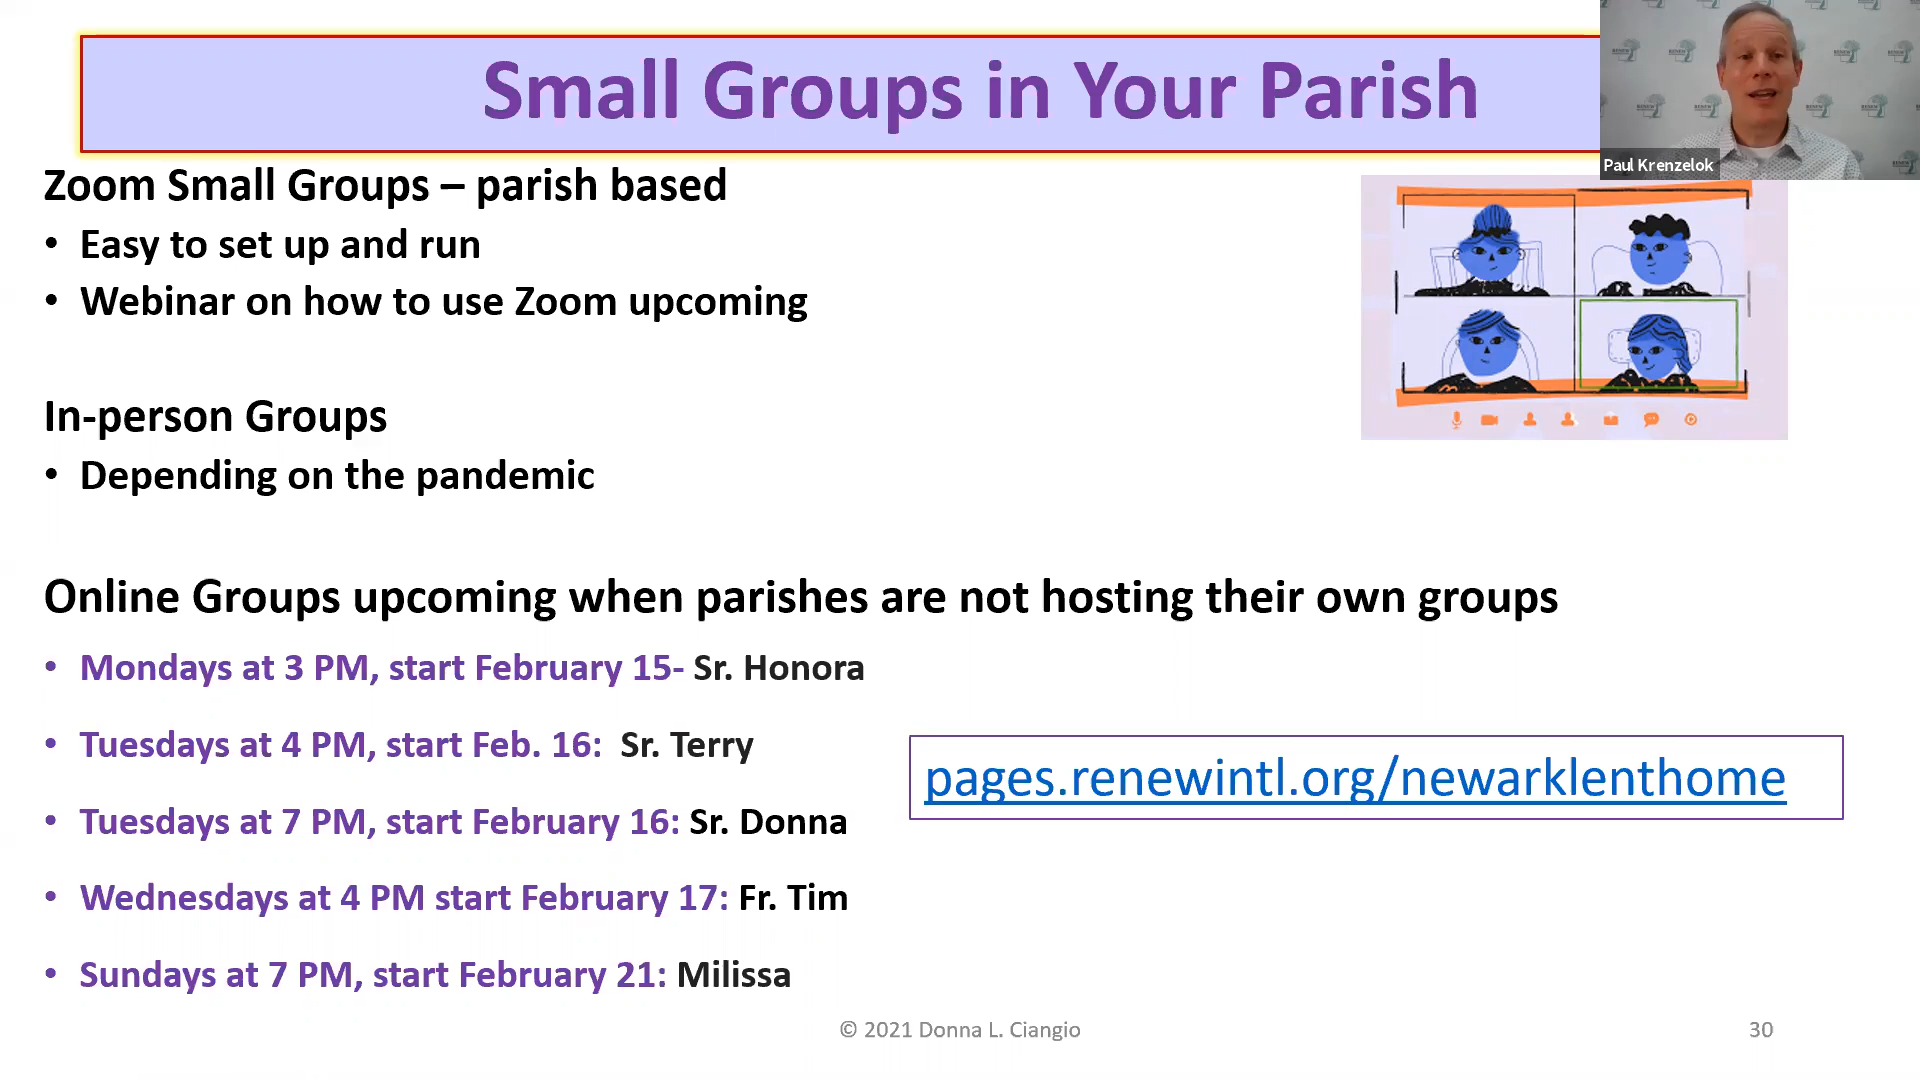 Small Groups in Your Parish
Paul Krenzelok
Zoom Small Groups – parish based
• Easy to set up and run
• Webinar on how to use Zoom upcoming
In-person Groups
• Depending on the pandemic
Online Groups upcoming when parishes are not hosting their own groups
• Mondays at 3 PM, start February 15- Sr. Honora
• Tuesdays at 4 PM, start Feb. 16:  Sr. Terry
• Tuesdays at 7 PM, start February 16: Sr. Donna
• Wednesdays at 4 PM start February 17: Fr. Tim
• Sundays at 7 PM, start February 21: Milissa
pages.renewintl.org/newarklenthome
© 2021 Donna L. Ciangio
30